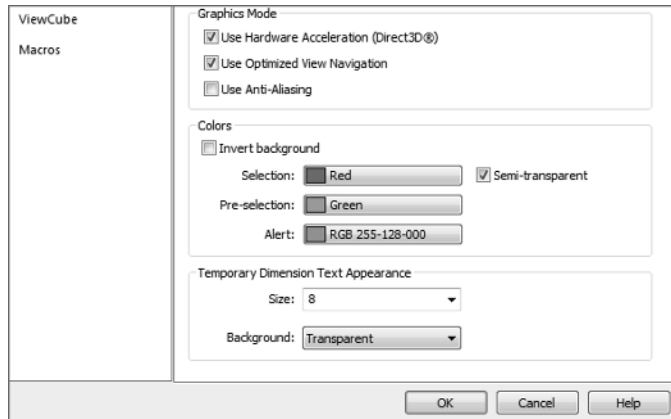 ViewCube
Macros
Graphics Mode
Use Hardware Acceleration (Direct3D®)
Use Optimized View Navigation
Use Anti-Aliasing
Colors
Invert background
Selection: Red Semi-transparent
Pre-selection: Green
Alert: RGB 255-128-000
Temporary Dimension Text Appearance
Size: 8
Background: Transparent
OK Cancel Help